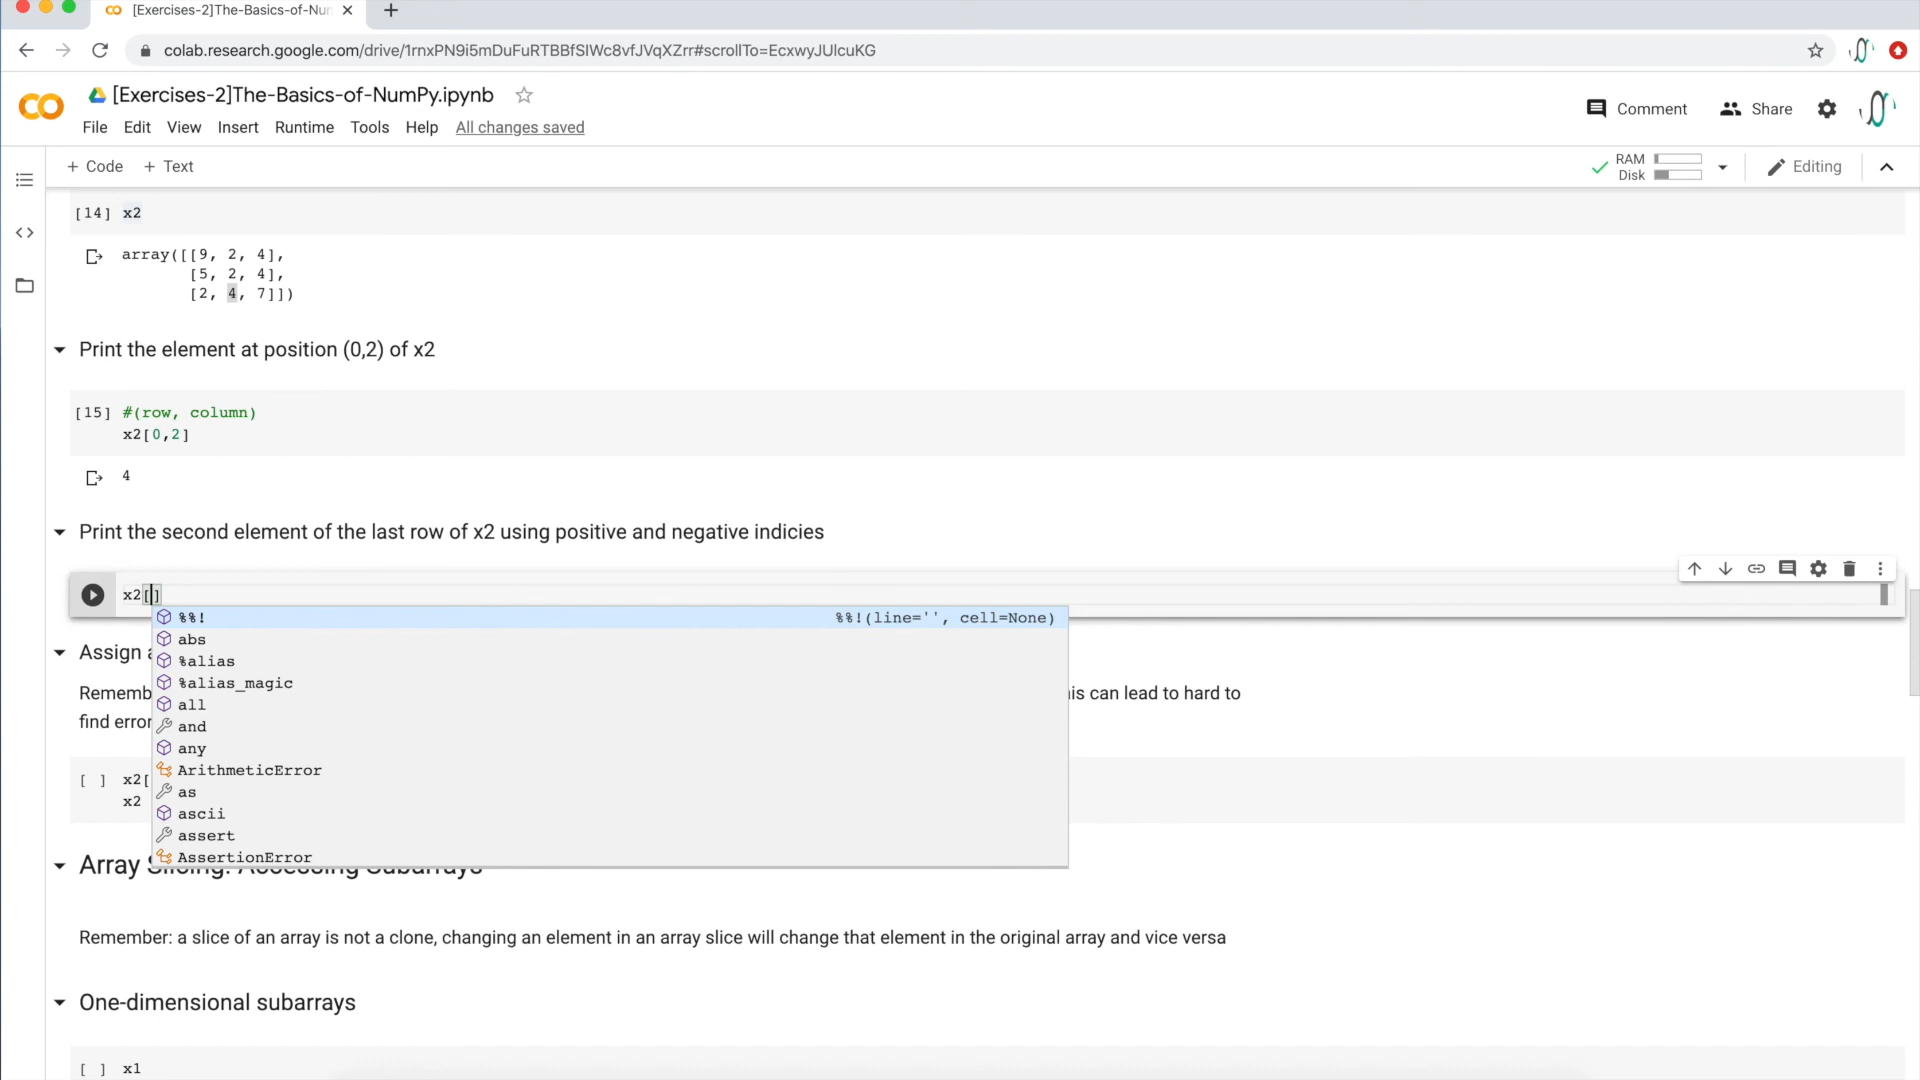 [Exercises-2]The-Basics-of-Nu
colab.research.google.com/drive/1rnxPN9i5mDuFuRTBBfSlWc8vfJVqXZrr#scrollTo=EcxwyJUlcuKG
[Exercises-2]The-Basics-of-NumPy.ipynb
Comment Share
File Edit View Insert Runtime Tools Help All changes saved
+ Code + Text
RAM
Disk
Editing
[14] x2
array([[9, 2, 4],
[5, 2, 4],
[2, 4, 7]])
Print the element at position (0,2) of x2
[15] #(row, column)
x2[0,2]
4
Print the second element of the last row of x2 using positive and negative indicies
x2[]
%%! %%!(line='', cell=None)
abs
%alias
%alias_magic
all
and
any
ArithmeticError
as
ascii
assert
AssertionError
Assign
Rememb
his can lead to hard to
find error
[ ] x2[
x2
Array Slicing: Accessing Subarrays
Remember: a slice of an array is not a clone, changing an element in an array slice will change that element in the original array and vice versa
One-dimensional subarrays
[ ] x1